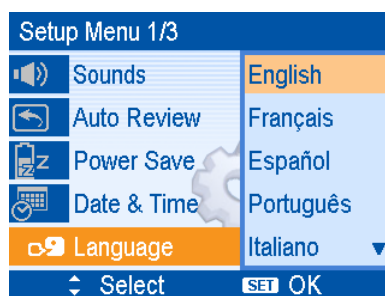 Setup Menu 1/3
Sounds
Auto Review
Power Save
Date & Time
Language
English
Français
Español
Português
Italiano
Select
SET OK